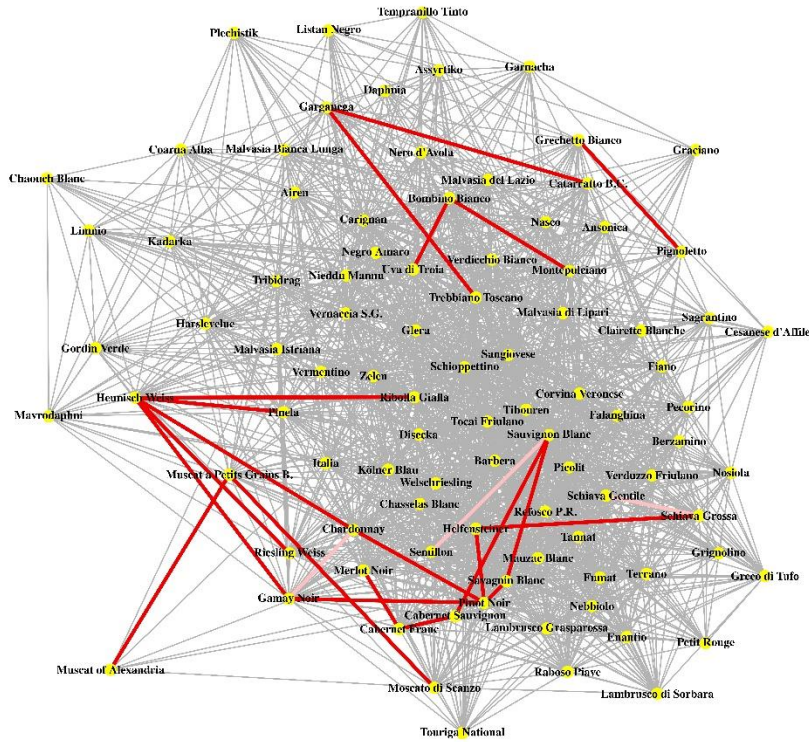 Tempranillo Tinto
Plechistik
Listan Negro
Assyrtiko
Garnacha
Daphnia
Garganega
Grechetto Bianco
Graciano
Coarna Alba
Malvasia Bianca Lunga
Nero d'Avola
Chaouch Blanc
Malvasia del Lazio
Catarratto B.C.
Airen
Bombino Bianco
Carignan
Nasco
Ansonica
Limnio
Kadarka
Negro Amaro
Verdicchio Bianco
Pignoletto
Uva di Troia
Montepulciano
Tribidrag
Nieddu Mannu
Trebbiano Toscano
Vernaccia S.G.
Malvasia di Lipari
Sagrantino
Harslevelue
Glera
Clairette Blanche
Cesanese d'Affile
Gordin Verde
Malvasia Istriana
Sangiovese
Schioppettino
Fiano
Vermentino
Zelen
Heunisch Weiss
Ribolla Gialla
Corvina Veronese
Pecorino
Mavrodaphni
Pinela
Tibouren
Falanghina
Tocai Friulano
Disecka
Sauvignon Blanc
Berzamino
Italia
Kölner Blau
Barbera
Picolit
Muscat a Petits Grains B.
Welschriesling
Verduzzo Friulano
Nosiola
Schiava Gentile
Chasselas Blanc
Refosco P.R.
Schiava Grossa
Chardonnay
Helfensteiner
Tannat
Riesling Weiss
Semillon
Mauzac Blanc
Grignolino
Merlot Noir
Savagnin Blanc
Fumat
Terrano
Greco di Tufo
Gamay Noir
Pinot Noir
Nebbiolo
Cabernet Sauvignon
Cabernet Franc
Lambrusco Grasparossa
Enantio
Petit Rouge
Muscat of Alexandria
Raboso Piave
Moscato di Scanzo
Lambrusco di Sorbara
Touriga National